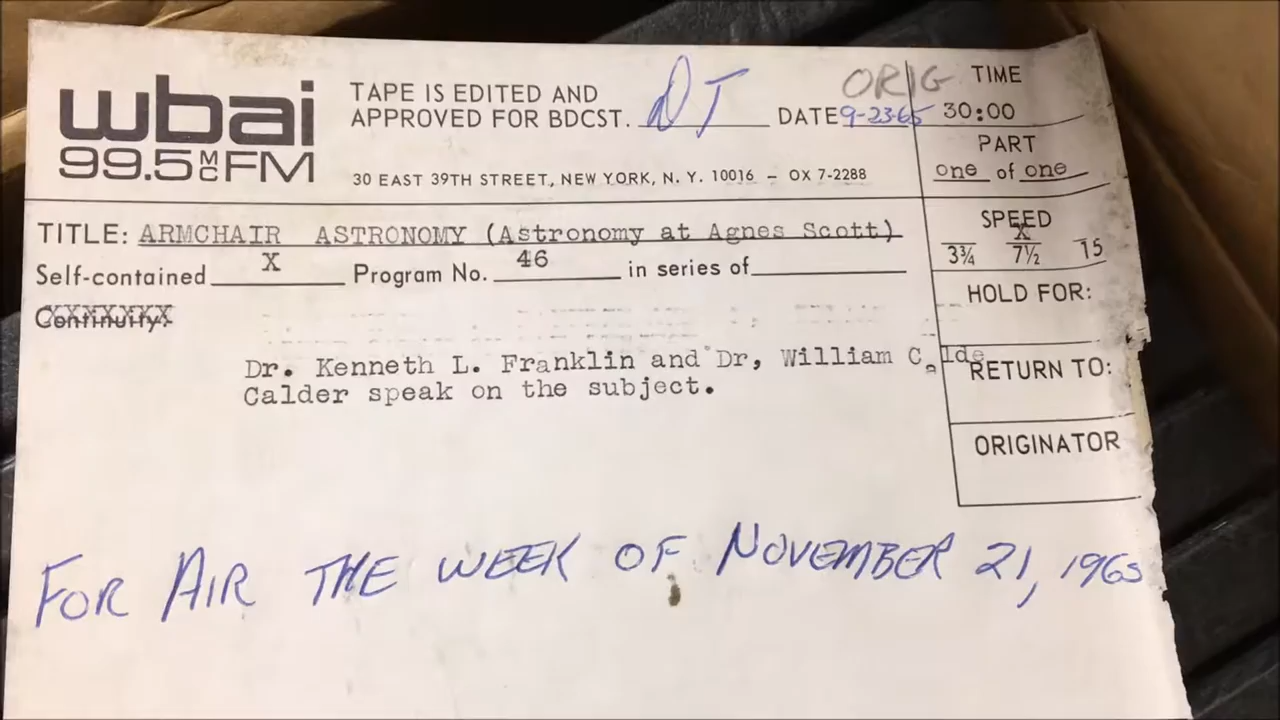 wbai
99.5 MC FM
TAPE IS EDITED AND
APPROVED FOR BDCST. DT DATE 9-23-65
30 EAST 39TH STREET, NEW YORK, N. Y. 10016 – OX 7-2288
ORIG
TIME
30:00
PART
one of one
SPEED
X
3¾ 7½ 15
HOLD FOR:
RETURN TO:
ORIGINATOR
TITLE: ARMCHAIR ASTRONOMY (Astronomy at Agnes Scott)
Self-contained X Program No. 46 in series of
Continuity:
Dr. Kenneth L. Franklin and Dr, William C. Ide
Calder speak on the subject.
FOR AIR THE WEEK OF NOVEMBER 21, 1965